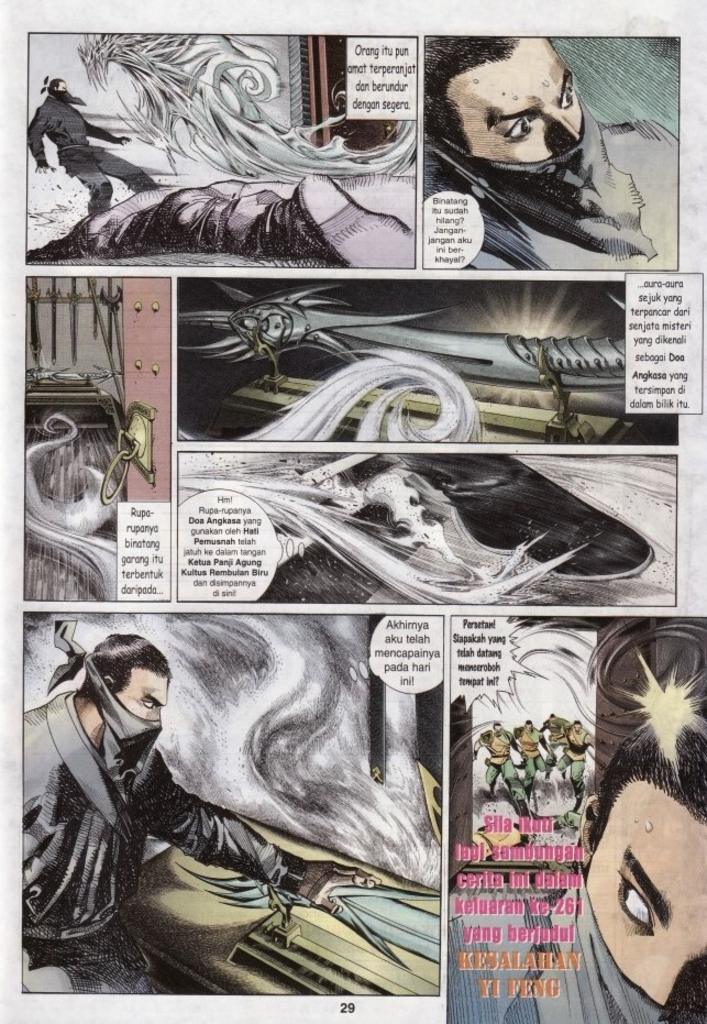 Orang itu pun
amat terperanjat
dan berundur
dengan segera.
Binatang
itu sudah
hilang?
Jangan-
jangan aku
ini ber-
khayal?
Rupa-
rupanya
binatang
garang itu
terbentuk
daripada...
...aura-aura
sejuk yang
terpancar dari
senjata misteri
yang dikenali
sebagai Doa
Angkasa yang
tersimpan di
dalam bilik itu.
Hm!
Rupa-rupanya
Doa Angkasa yang
gunakan oleh Hati
Pemusnah telah
jatuh ke dalam tangan
Ketua Panji Agung
Kultus Rembulan Biru
dan disimpannya
di sini!
Akhirnya
aku telah
mencapainya
pada hari
ini!
Persetan!
Siapakah yang
telah datang
menceroboh
tempat ini?
Sila ikuti
lagi sambungan
cerita ini dalam
keluaran ke-261
yang berjudul
KESALAHAN
YI FENG
29